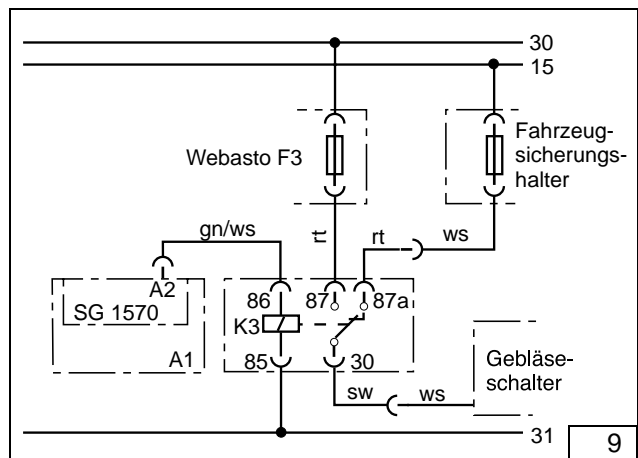 30
15
Webasto F3
Fahrzeug-
sicherungs-
halter
gn/ws
rt
rt
ws
A2
SG 1570
A1
86
87
87a
K3
85
30
Gebläse-
schalter
sw
ws
31
9